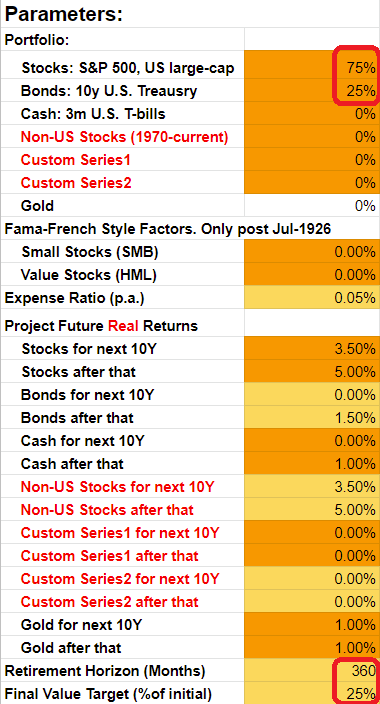 Parameters:
Portfolio:
Stocks: S&P 500, US large-cap 75%
Bonds: 10y U.S. Treausry 25%
Cash: 3m U.S. T-bills 0%
Non-US Stocks (1970-current) 0%
Custom Series1 0%
Custom Series2 0%
Gold 0%
Fama-French Style Factors. Only post Jul-1926
Small Stocks (SMB) 0.00%
Value Stocks (HML) 0.00%
Expense Ratio (p.a.) 0.05%
Project Future Real Returns
Stocks for next 10Y 3.50%
Stocks after that 5.00%
Bonds for next 10Y 0.00%
Bonds after that 1.50%
Cash for next 10Y 0.00%
Cash after that 1.00%
Non-US Stocks for next 10Y 3.50%
Non-US Stocks after that 5.00%
Custom Series1 for next 10Y 0.00%
Custom Series1 after that 0.00%
Custom Series2 for next 10Y 0.00%
Custom Series2 after that 0.00%
Gold for next 10Y 1.00%
Gold after that 1.00%
Retirement Horizon (Months) 360
Final Value Target (%of initial) 25%